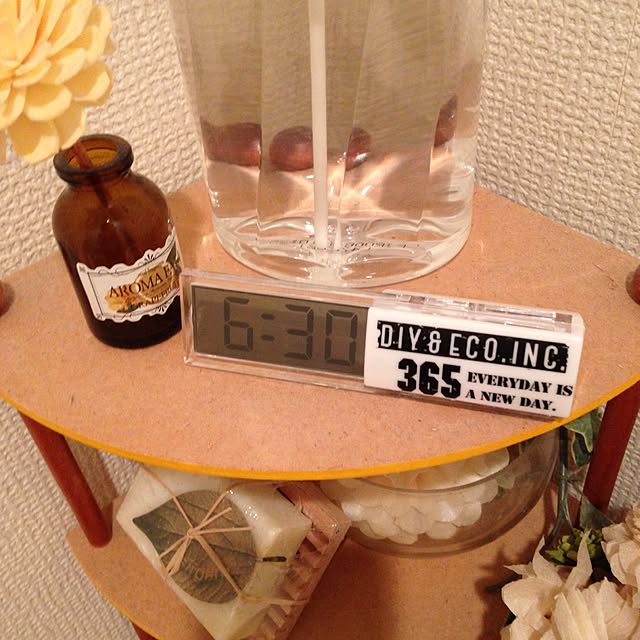 AROMA
6:30
DIY & ECO.,INC.
365 EVERYDAY IS
A NEW DAY.